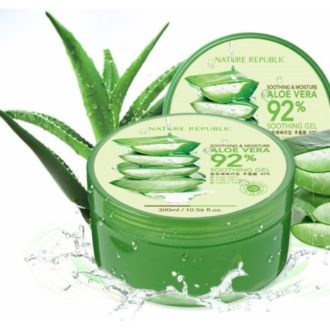 NATURE REPUBLIC
SOOTHING & MOISTURE
ALOE VERA
92%
SOOTHING GEL
NATURE REPUBLIC
SOOTHING & MOISTURE
ALOE VERA
92%
SOOTHING GEL
300ml / 10.56 fl.oz.